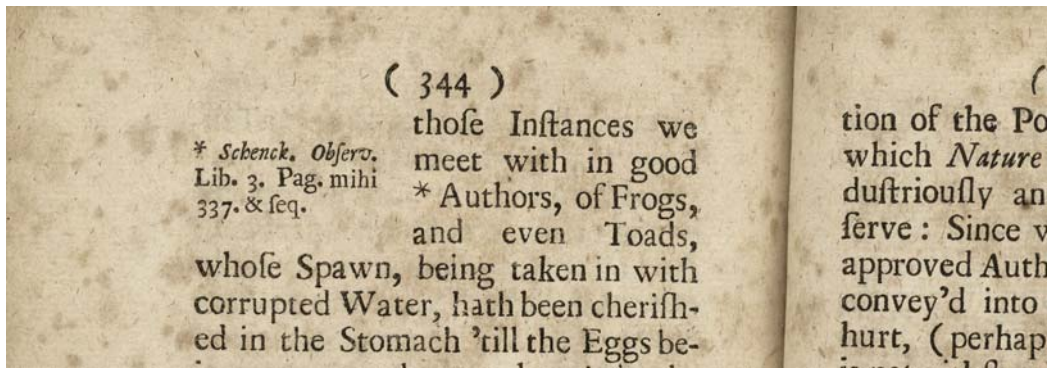 ( 344 )
thoſe Inſtances we
* Schenck. Obſerv.
Lib. 3. Pag. mihi
337. & ſeq.
meet with in good
* Authors, of Frogs,
and even Toads,
whoſe Spawn, being taken in with
corrupted Water, hath been cheriſh-
ed in the Stomach 'till the Eggs be-
(
tion of the Po
which Nature
duſtriouſly an
ſerve : Since v
approved Auth
convey'd into
hurt, (perhap